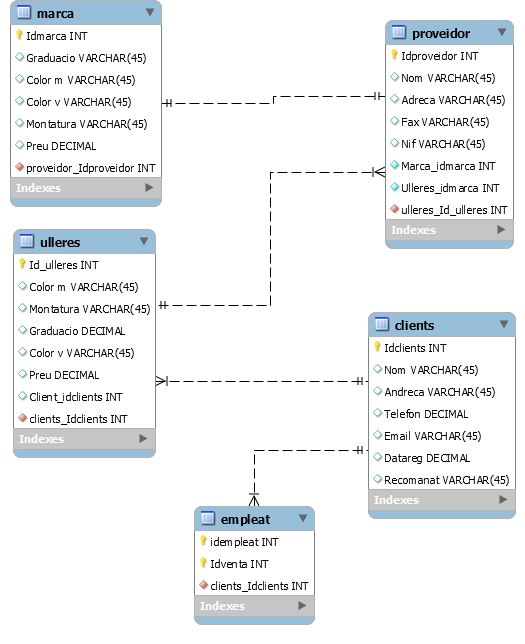 marca
Idmarca INT
Graduacio VARCHAR(45)
Color m VARCHAR(45)
Color v VARCHAR(45)
Montatura VARCHAR(45)
Preu DECIMAL
proveidor_Idproveidor INT
Indexes
proveidor
Idproveidor INT
Nom VARCHAR(45)
Adreca VARCHAR(45)
Fax VARCHAR(45)
Nif VARCHAR(45)
Marca_idmarca INT
Ulleres_idmarca INT
ulleres_Id_ulleres INT
Indexes
ulleres
Id_ulleres INT
Color m VARCHAR(45)
Montatura VARCHAR(45)
Graduacio DECIMAL
Color v VARCHAR(45)
Preu DECIMAL
Client_idclients INT
clients_Idclients INT
Indexes
clients
Idclients INT
Nom VARCHAR(45)
Andreca VARCHAR(45)
Telefon DECIMAL
Email VARCHAR(45)
Datareg DECIMAL
Recomanat VARCHAR(45)
Indexes
empleat
idempleat INT
Idventa INT
clients_Idclients INT
Indexes